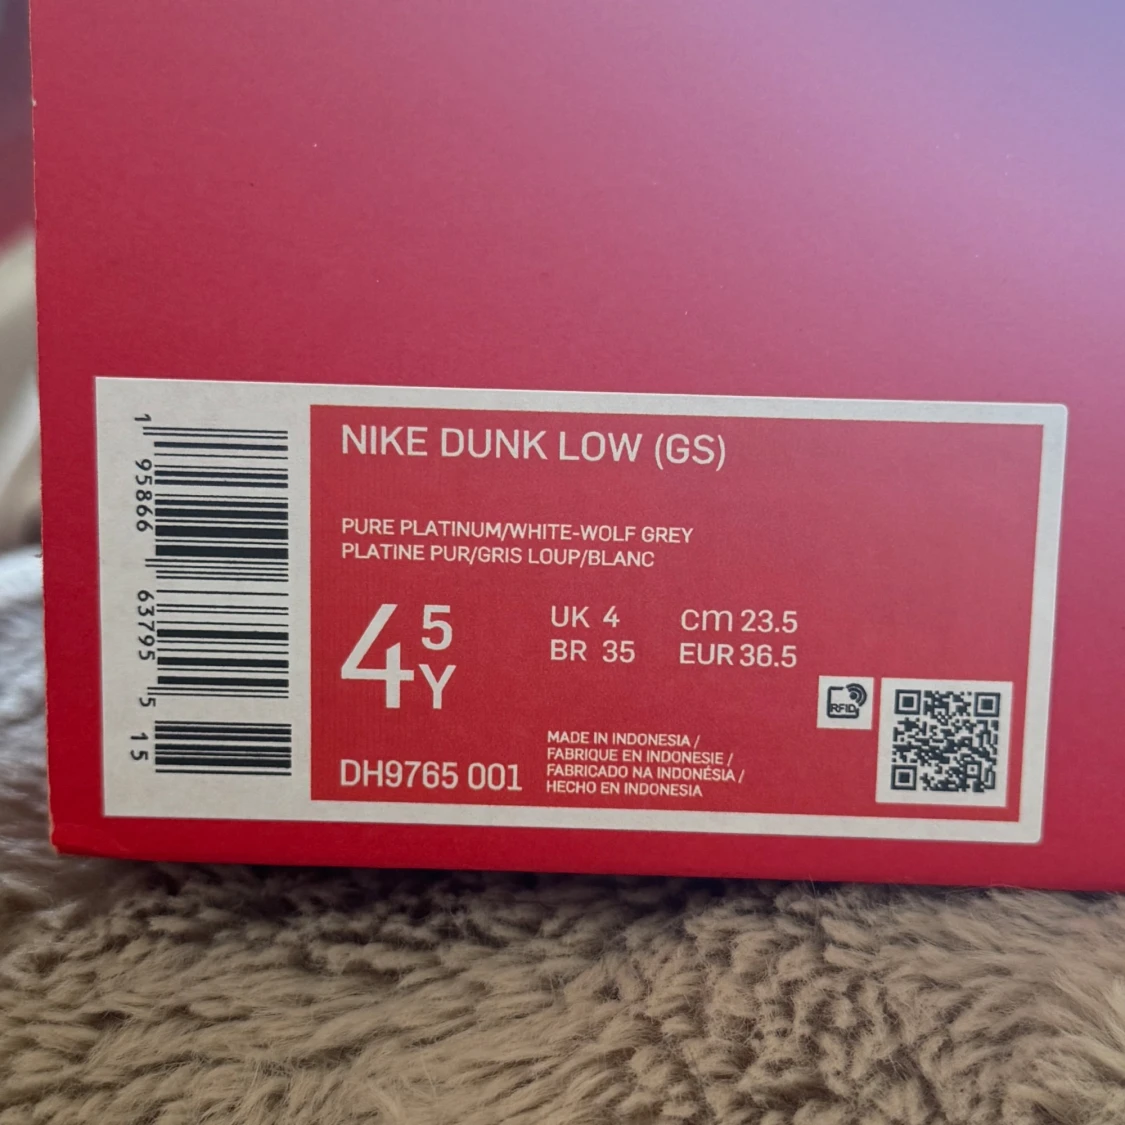 1 95866 63795 5 15
NIKE DUNK LOW (GS)
PURE PLATINUM/WHITE-WOLF GREY
PLATINE PUR/GRIS LOUP/BLANC
4 5Y
UK 4 cm 23.5
BR 35 EUR 36.5
RFID
MADE IN INDONESIA /
FABRIQUE EN INDONESIE /
FABRICADO NA INDONÉSIA /
HECHO EN INDONESIA
DH9765 001